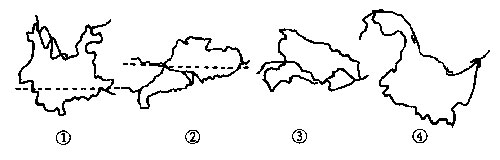 ① ② ③ ④